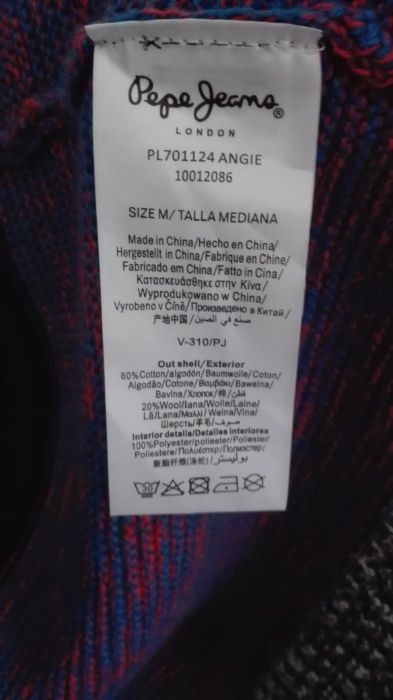 Pepe Jeans®
LONDON
PL701124 ANGIE
10012086
SIZE M/TALLA MEDIANA
Made in China/Hecho en China/
Hergestellt in China/Fabrique en Chine/
Fabricado em China/Fatto in Cina/
Κατασκευάσθηκε στην Κίνα/
Wyprodukowano w China/
Vyrobeno v Číně/Произведено в Китай/
产地中国/صنع في الصين/
V-310/PJ
Out shell/Exterior
80%Cotton/algodón/Baumwolle/Coton/
Algodão/Cotone/Βαμβάκι/Bawelna/
Bavlna/Хлопок/棉/قطن/
20%Wool/lana/Wolle/Laine/
Lã/Lana/Μαλλί/Welna/Vlna/
Шерсть/羊毛/صوف/
Interior details/Detalles interiores
100%Polyester/poliester/Poliester/
Poliestere/Πολυέστερ/Полиэстер/
聚酯纤维(涤纶)/بوليستر/
30